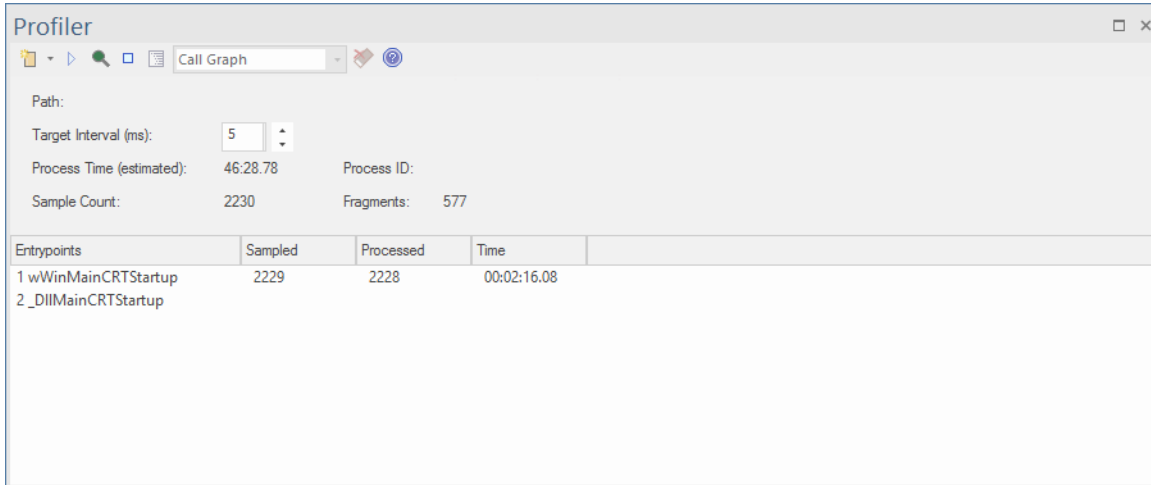 Profiler
Call Graph
Path:
Target Interval (ms): 5
Process Time (estimated): 46:28.78 Process ID:
Sample Count: 2230 Fragments: 577
Entrypoints Sampled Processed Time
1 wWinMainCRTStartup 2229 2228 00:02:16.08
2 _DllMainCRTStartup